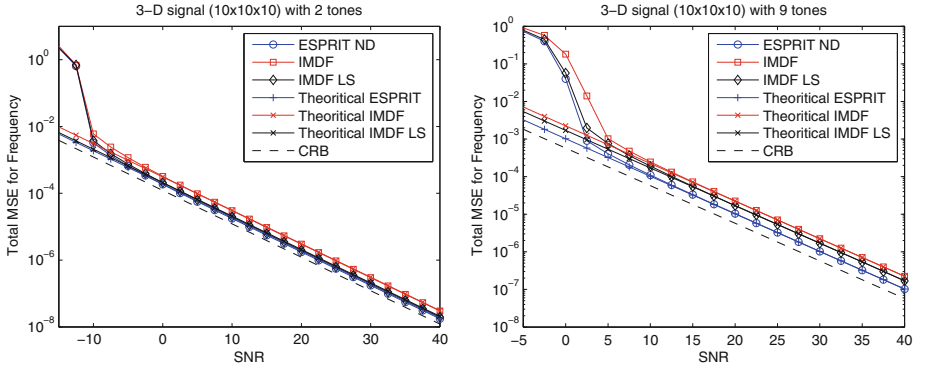 3-D signal (10x10x10) with 2 tones
Total MSE for Frequency
10^0
10^-2
10^-4
10^-6
10^-8
ESPRIT ND
IMDF
IMDF LS
Theoritical ESPRIT
Theoritical IMDF
Theoritical IMDF LS
CRB
-10 0 10 20 30 40
SNR
3-D signal (10x10x10) with 9 tones
Total MSE for Frequency
10^0
10^-1
10^-2
10^-3
10^-4
10^-5
10^-6
10^-7
10^-8
ESPRIT ND
IMDF
IMDF LS
Theoritical ESPRIT
Theoritical IMDF
Theoritical IMDF LS
CRB
-5 0 5 10 15 20 25 30 35 40
SNR